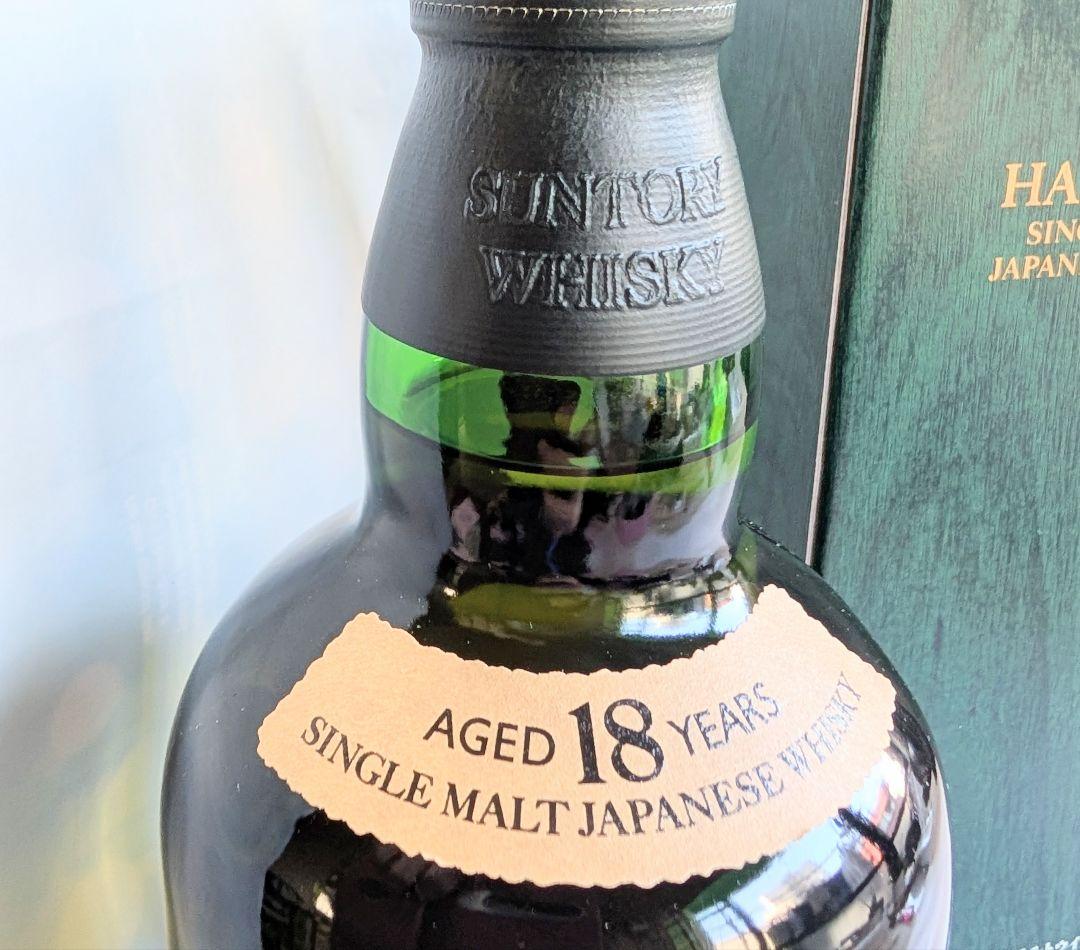 SUNTORY
WHISKY
AGED 18 YEARS
SINGLE MALT JAPANESE WHISKY
HA
SING
JAPAN